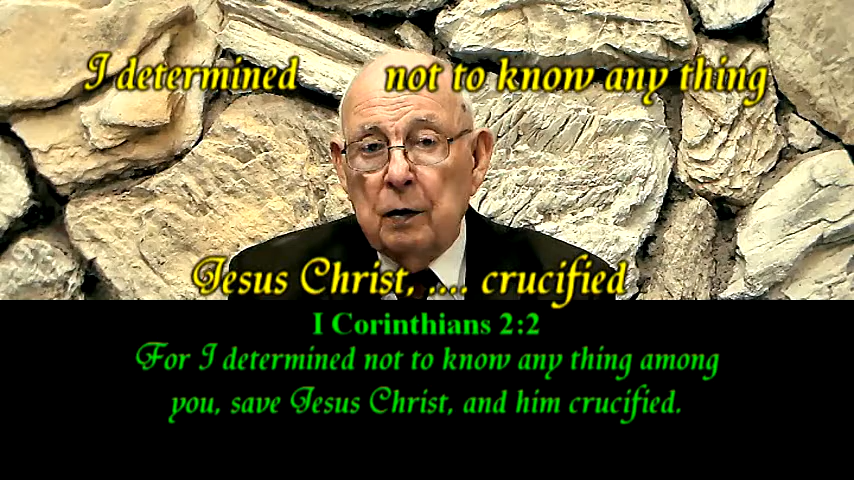 I determined not to know any thing
Jesus Christ, .... crucified
I Corinthians 2:2
For I determined not to know any thing among
you, save Jesus Christ, and him crucified.